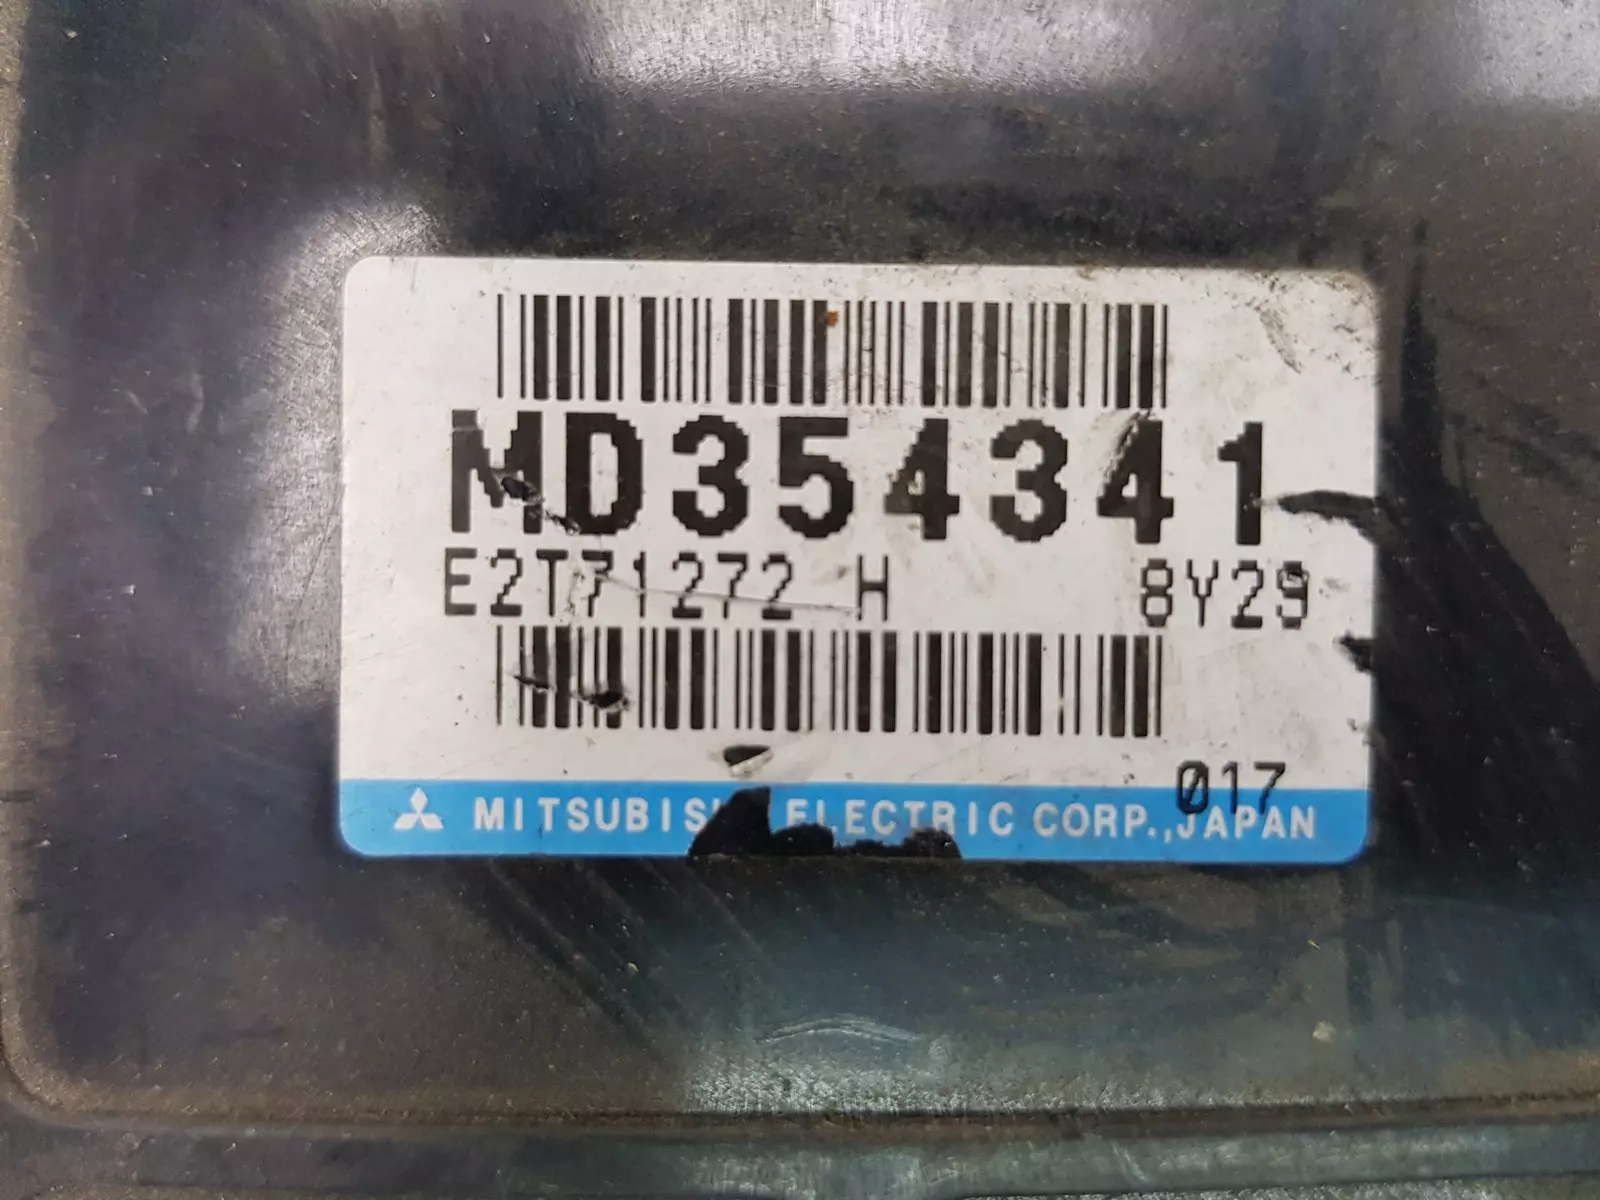 MD354341
E2T71272 H 8Y29
017
MITSUBISHI ELECTRIC CORP., JAPAN